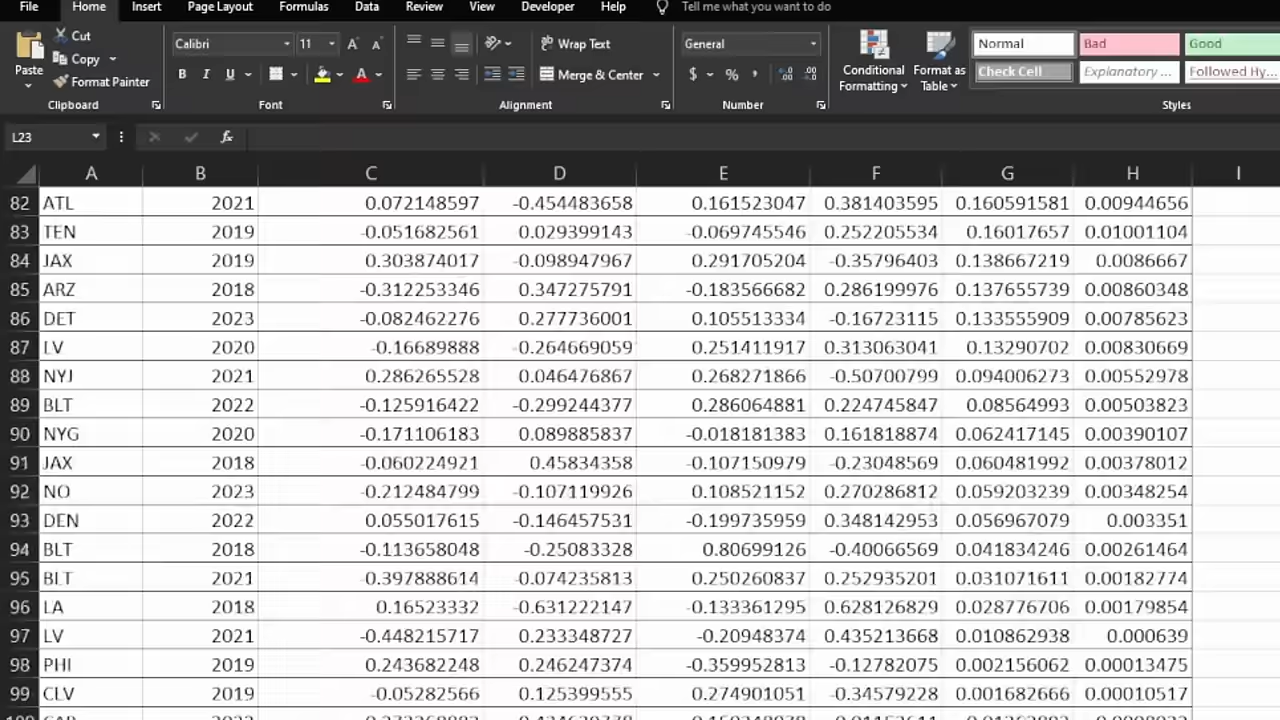 File Home Insert Page Layout Formulas Data Review View Developer Help Tell me what you want to do
Paste Cut Copy Format Painter Clipboard
Calibri 11 A A B I U A Font
Wrap Text Merge & Center Alignment
General $ % , Number
Conditional Formatting Format as Table
Normal Bad Good
Check Cell Explanatory ... Followed Hy...
Styles
L23 fx
A B C D E F G H I
82 ATL 2021 0.072148597 -0.454483658 0.161523047 0.381403595 0.160591581 0.00944656
83 TEN 2019 -0.051682561 0.029399143 -0.069745546 0.252205534 0.16017657 0.01001104
84 JAX 2019 0.303874017 -0.098947967 0.291705204 -0.35796403 0.138667219 0.0086667
85 ARZ 2018 -0.312253346 0.347275791 -0.183566682 0.286199976 0.137655739 0.00860348
86 DET 2023 -0.082462276 0.277736001 0.105513334 -0.16723115 0.133555909 0.00785623
87 LV 2020 -0.16689888 -0.264669059 0.251411917 0.313063041 0.13290702 0.00830669
88 NYJ 2021 0.286265528 0.046476867 0.268271866 -0.50700799 0.094006273 0.00552978
89 BLT 2022 -0.125916422 -0.299244377 0.286064881 0.224745847 0.08564993 0.00503823
90 NYG 2020 -0.171106183 0.089885837 -0.018181383 0.161818874 0.062417145 0.00390107
91 JAX 2018 -0.060224921 0.45834358 -0.107150979 -0.23048569 0.060481992 0.00378012
92 NO 2023 -0.212484799 -0.107119926 0.108521152 0.270286812 0.059203239 0.00348254
93 DEN 2022 0.055017615 -0.146457531 -0.199735959 0.348142953 0.056967079 0.003351
94 BLT 2018 -0.113658048 -0.25083328 0.80699126 -0.40066569 0.041834246 0.00261464
95 BLT 2021 -0.397888614 -0.074235813 0.250260837 0.252935201 0.031071611 0.00182774
96 LA 2018 0.16523332 -0.631222147 -0.133361295 0.628126829 0.028776706 0.00179854
97 LV 2021 -0.448215717 0.233348727 -0.20948374 0.435213668 0.010862938 0.000639
98 PHI 2019 0.243682248 0.246247374 -0.359952813 -0.12782075 0.002156062 0.00013475
99 CLV 2019 -0.05282566 0.125399555 0.274901051 -0.34579228 0.001682666 0.00010517